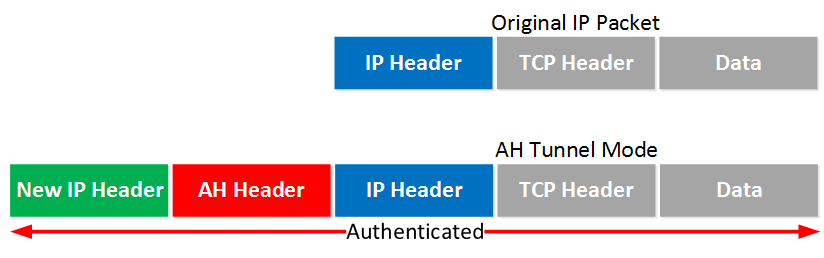 Original IP Packet
IP Header TCP Header Data
AH Tunnel Mode
New IP Header AH Header IP Header TCP Header Data
Authenticated